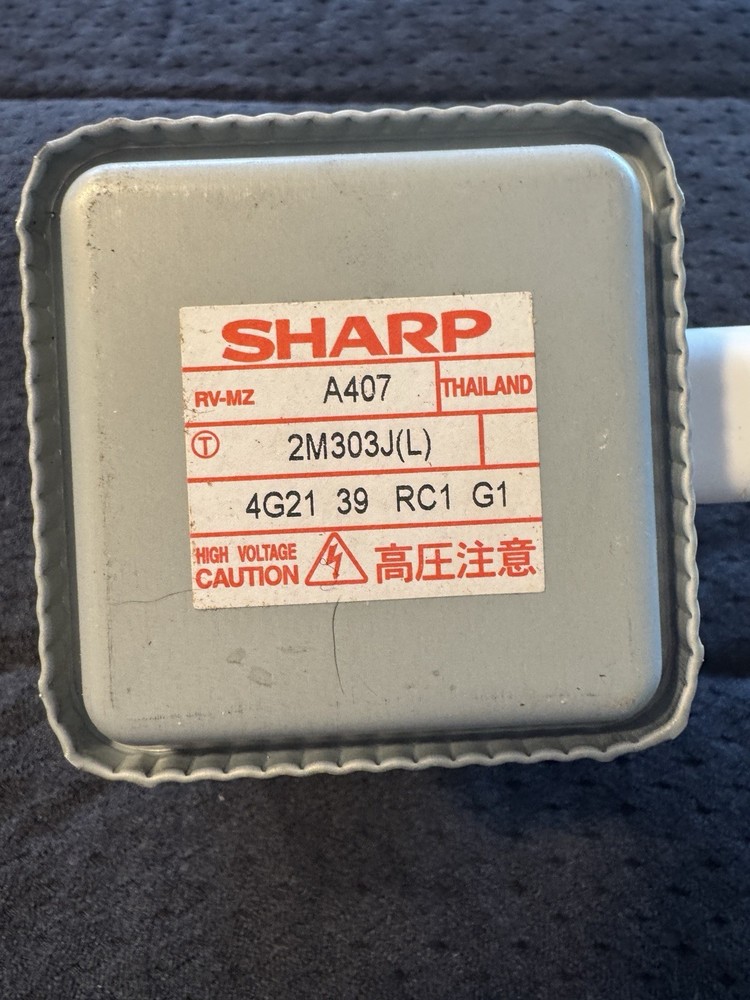 SHARP
RV-MZ A407 THAILAND
Ⓣ 2M303J(L)
4G21 39 RC1 G1
HIGH VOLTAGE
CAUTION 高圧注意